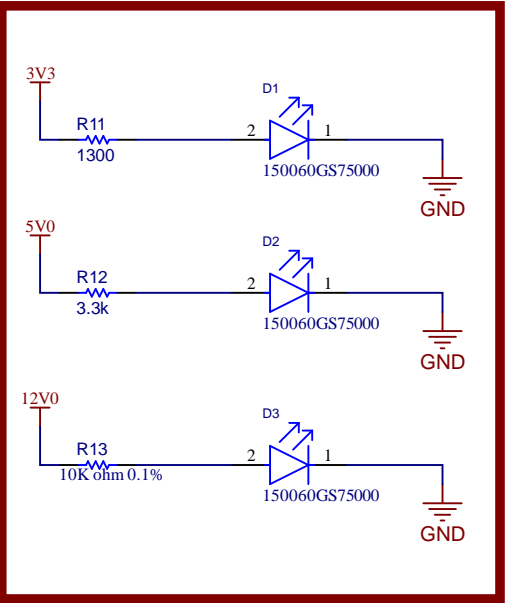 3V3
D1
R11
2
1
1300
150060GS75000
GND
5V0
D2
R12
2
1
3.3k
150060GS75000
GND
12V0
D3
R13
2
1
10K ohm 0.1%
150060GS75000
GND